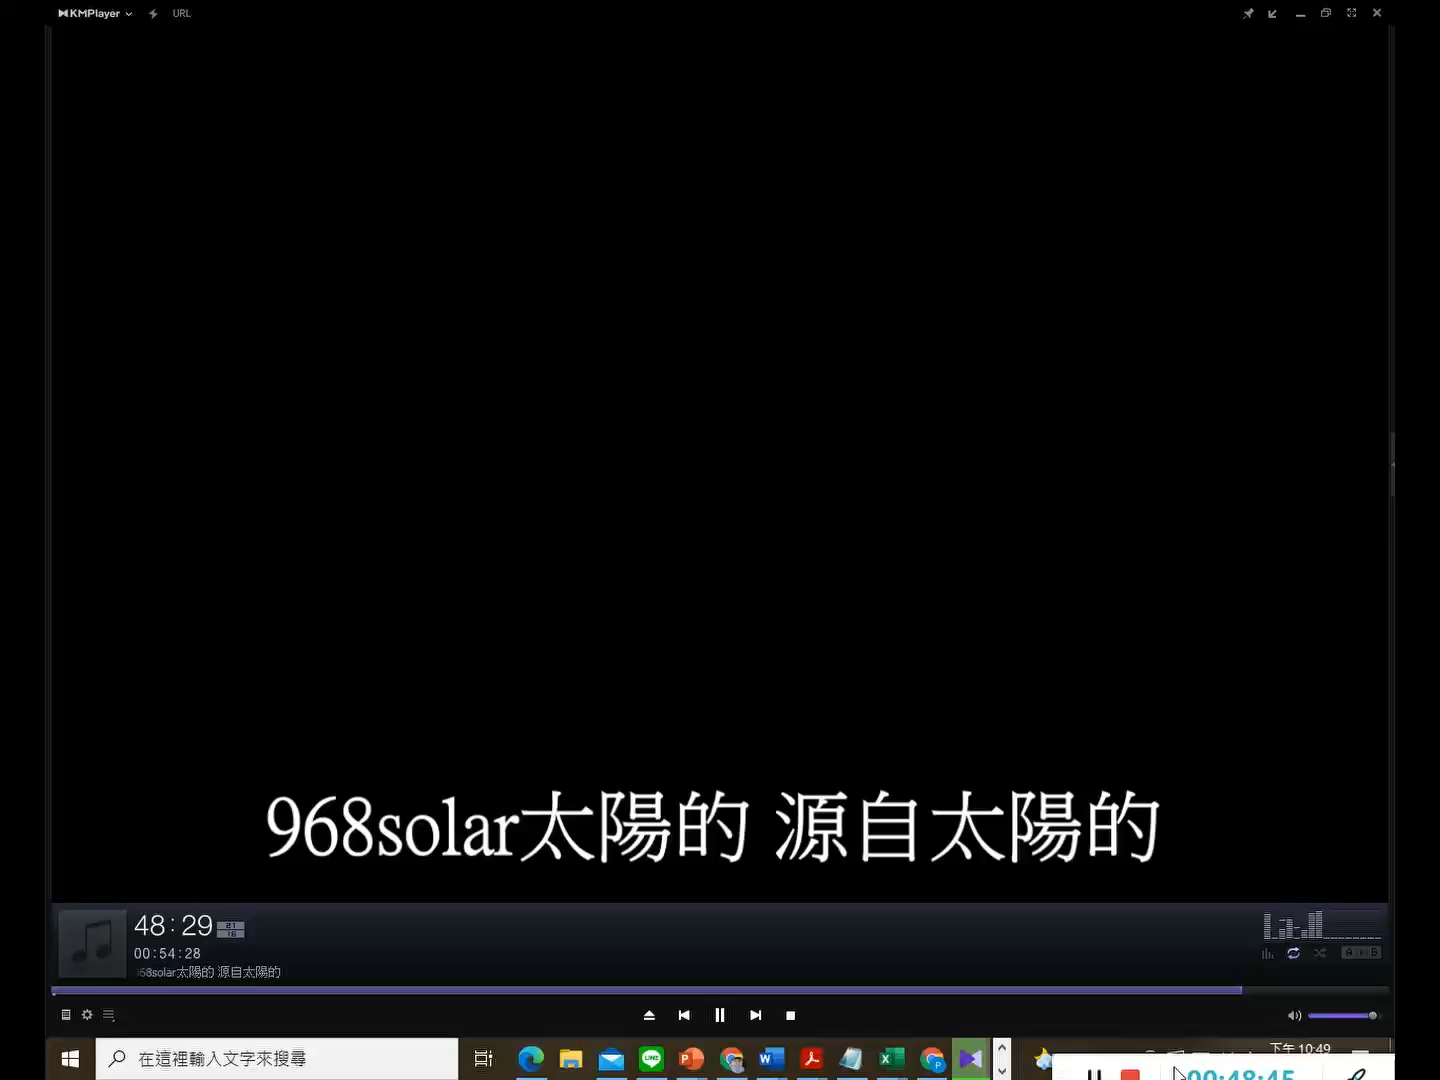 KMPlayer URL
968solar太陽的 源自太陽的
48:29
00:54:28
68solar太陽的 源自太陽的
在這裡輸入文字來搜尋
下午 10:49
00:48:45